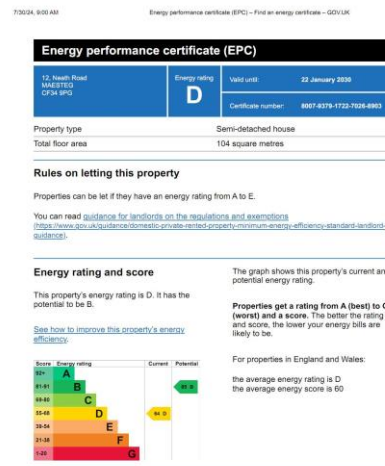 7/30/24, 9:00 AM
Energy performance certificate (EPC) – Find an energy certificate – GOV.UK
Energy performance certificate (EPC)
12, Neath Road
MAESTEG
CF34 9PG
Energy rating
D
Valid until:
22 January 2030
Certificate number:
8007-9379-1722-7026-8903
Property type
Semi-detached house
Total floor area
104 square metres
Rules on letting this property
Properties can be let if they have an energy rating from A to E.
You can read guidance for landlords on the regulations and exemptions
(https://www.gov.uk/guidance/domestic-private-rented-property-minimum-energy-efficiency-standard-landlord-
guidance).
Energy rating and score
This property's energy rating is D. It has the
potential to be B.
See how to improve this property's energy
efficiency.
Score Energy rating Current Potential
92+ A
81-91 B
69-80 C
55-68 D
39-54 E
21-38 F
1-20 G
64 D
The graph shows this property's current an
potential energy rating.
Properties get a rating from A (best) to G
(worst) and a score. The better the rating
and score, the lower your energy bills are
likely to be.
For properties in England and Wales:
the average energy rating is D
the average energy score is 60